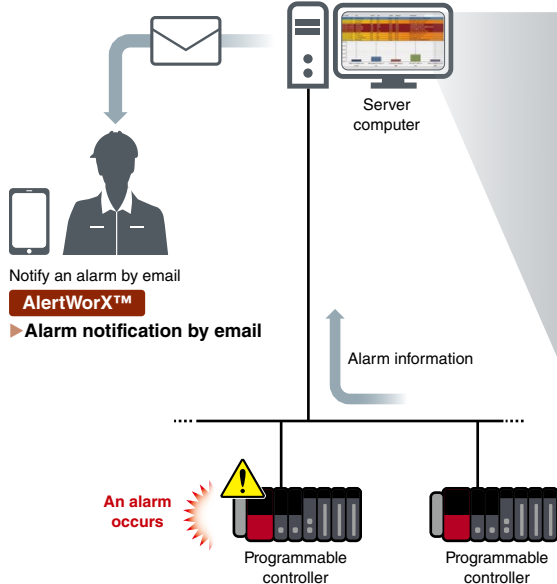 Server
computer
Notify an alarm by email
AlertWorX™
▶Alarm notification by email
Alarm information
An alarm
occurs
Programmable
controller
Programmable
controller